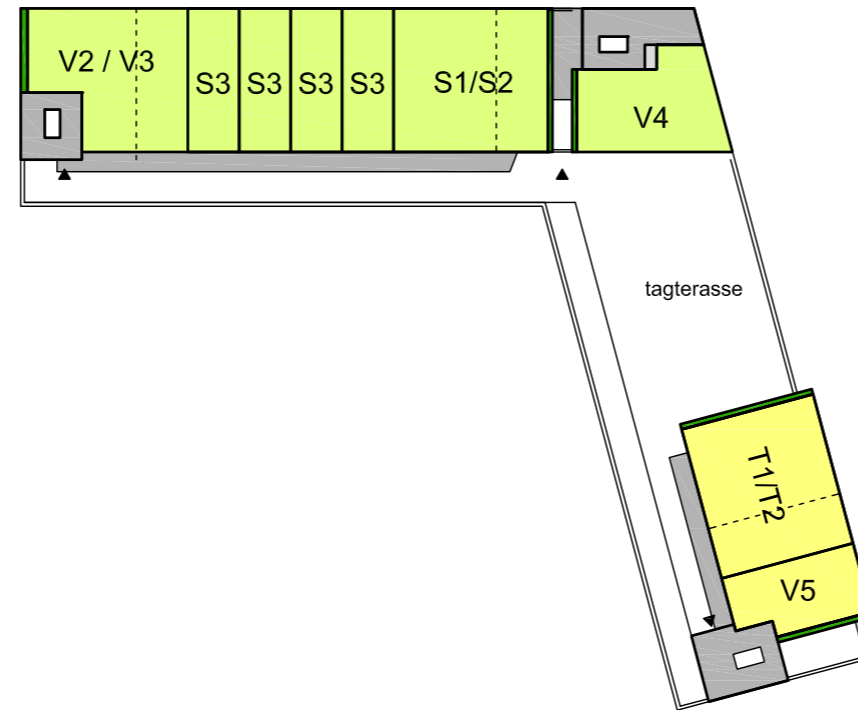 V2 / V3
S3
S3
S3
S3
S1/S2
V4
tagterasse
T1/T2
V5